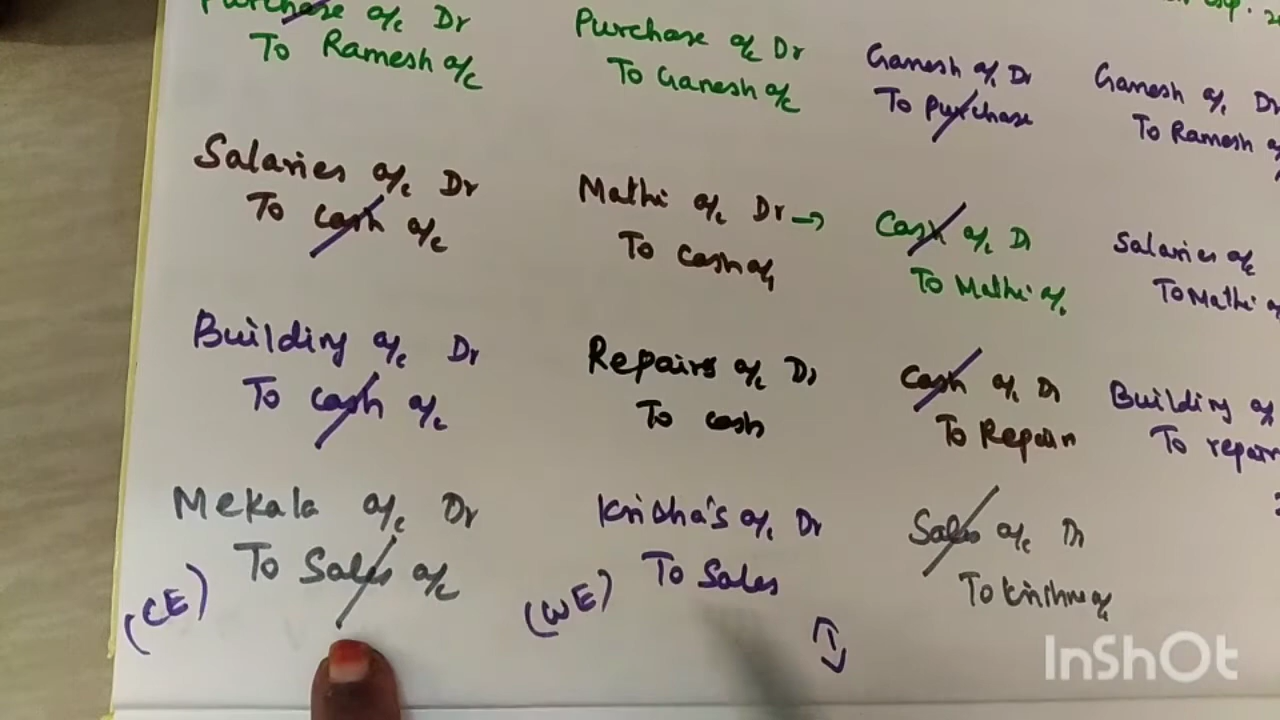 Purchase a/c Dr
To Ramesh a/c
Purchase a/c Dr
To Ganesh a/c
Ganesh a/c Dr
To purchase
Ganesh a/c Dr
To Ramesh a/c
Salaries a/c Dr
To cash a/c
Mathi a/c Dr →
To cash a/c
Cash a/c Dr
To Mathi a/c
Salaries a/c
To Mathi a/c
Building a/c Dr
To cash a/c
Repairs a/c Dr
To cash
Cash a/c Dr
To Repair
Building a/c
To repair
Mekala a/c Dr
To Sales a/c
(CE)
Krisha's a/c Dr
To Sales
(WE)
Sales a/c Dr
To Krishna a/c
InShOt